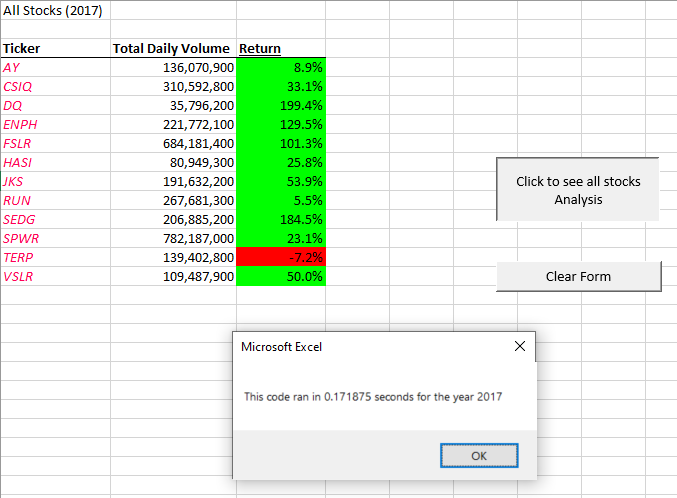 All Stocks (2017)
Ticker Total Daily Volume Return
AY 136,070,900 8.9%
CSIQ 310,592,800 33.1%
DQ 35,796,200 199.4%
ENPH 221,772,100 129.5%
FSLR 684,181,400 101.3%
HASI 80,949,300 25.8%
JKS 191,632,200 53.9%
RUN 267,681,300 5.5%
SEDG 206,885,200 184.5%
SPWR 782,187,000 23.1%
TERP 139,402,800 -7.2%
VSLR 109,487,900 50.0%
Click to see all stocks
Analysis
Clear Form
Microsoft Excel
This code ran in 0.171875 seconds for the year 2017
OK